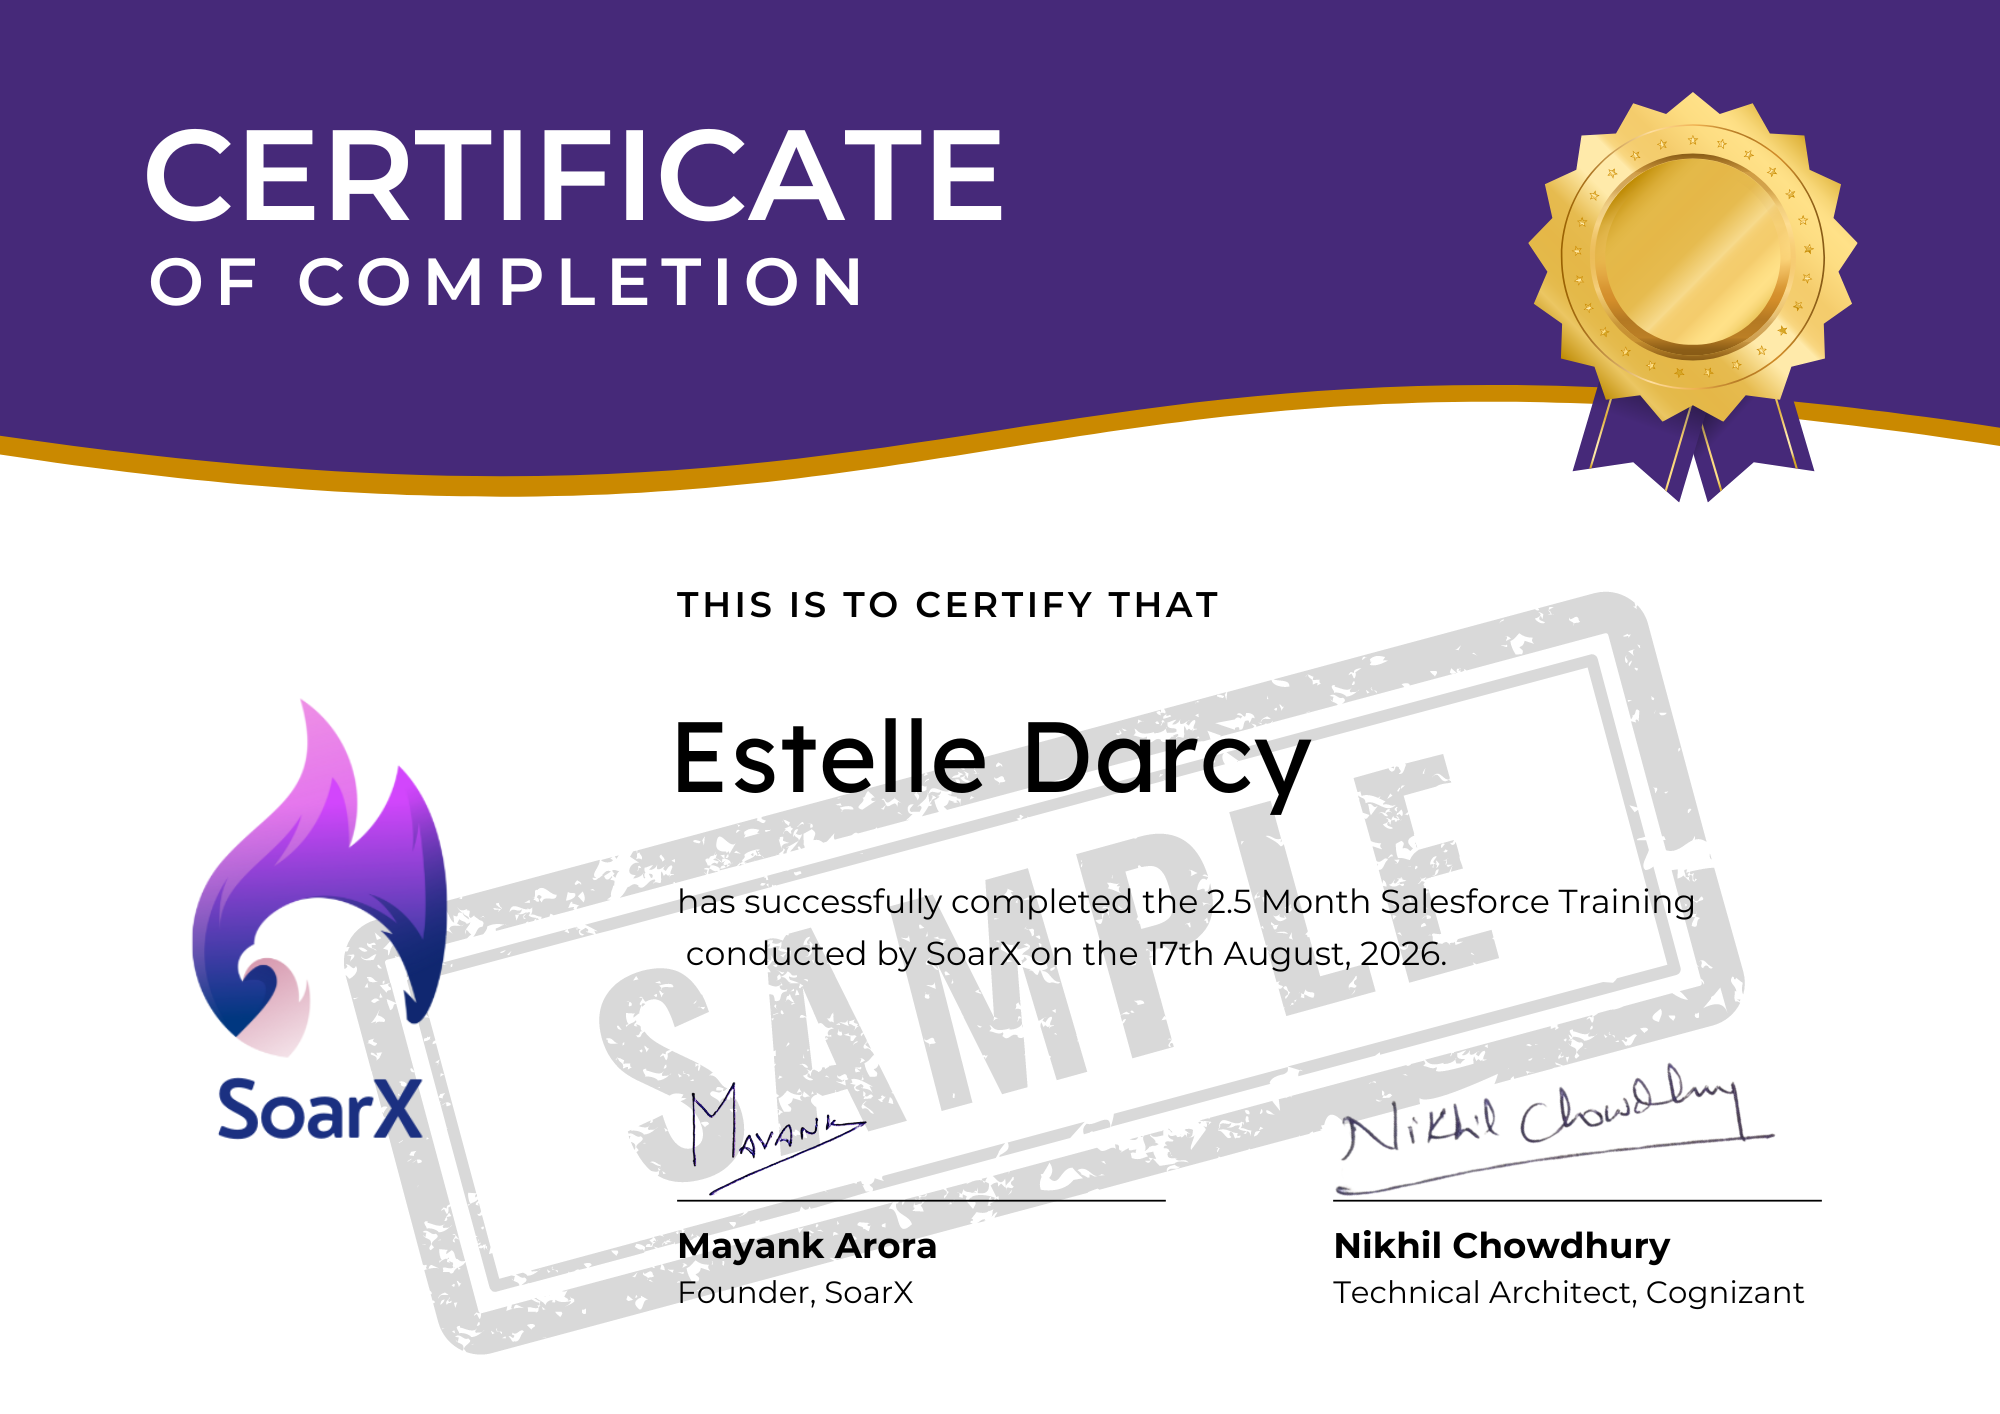 CERTIFICATE
OF COMPLETION
THIS IS TO CERTIFY THAT
Estelle Darcy
has successfully completed the 2.5 Month Salesforce Training
conducted by SoarX on the 17th August, 2026.
SAMPLE
SoarX
Mayank
Nikhil Chowdhury
Mayank Arora
Nikhil Chowdhury
Founder, SoarX
Technical Architect, Cognizant